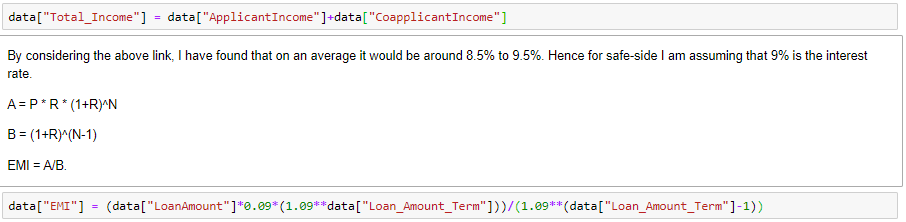 data["Total_Income"] = data["ApplicantIncome"]+data["CoapplicantIncome"]
By considering the above link, I have found that on an average it would be around 8.5% to 9.5%. Hence for safe-side I am assuming that 9% is the interest
rate.
A = P * R * (1+R)^N
B = (1+R)^(N-1)
EMI = A/B.
data["EMI"] = (data["LoanAmount"]*0.09*(1.09**data["Loan_Amount_Term"]))/(1.09**(data["Loan_Amount_Term"]-1))